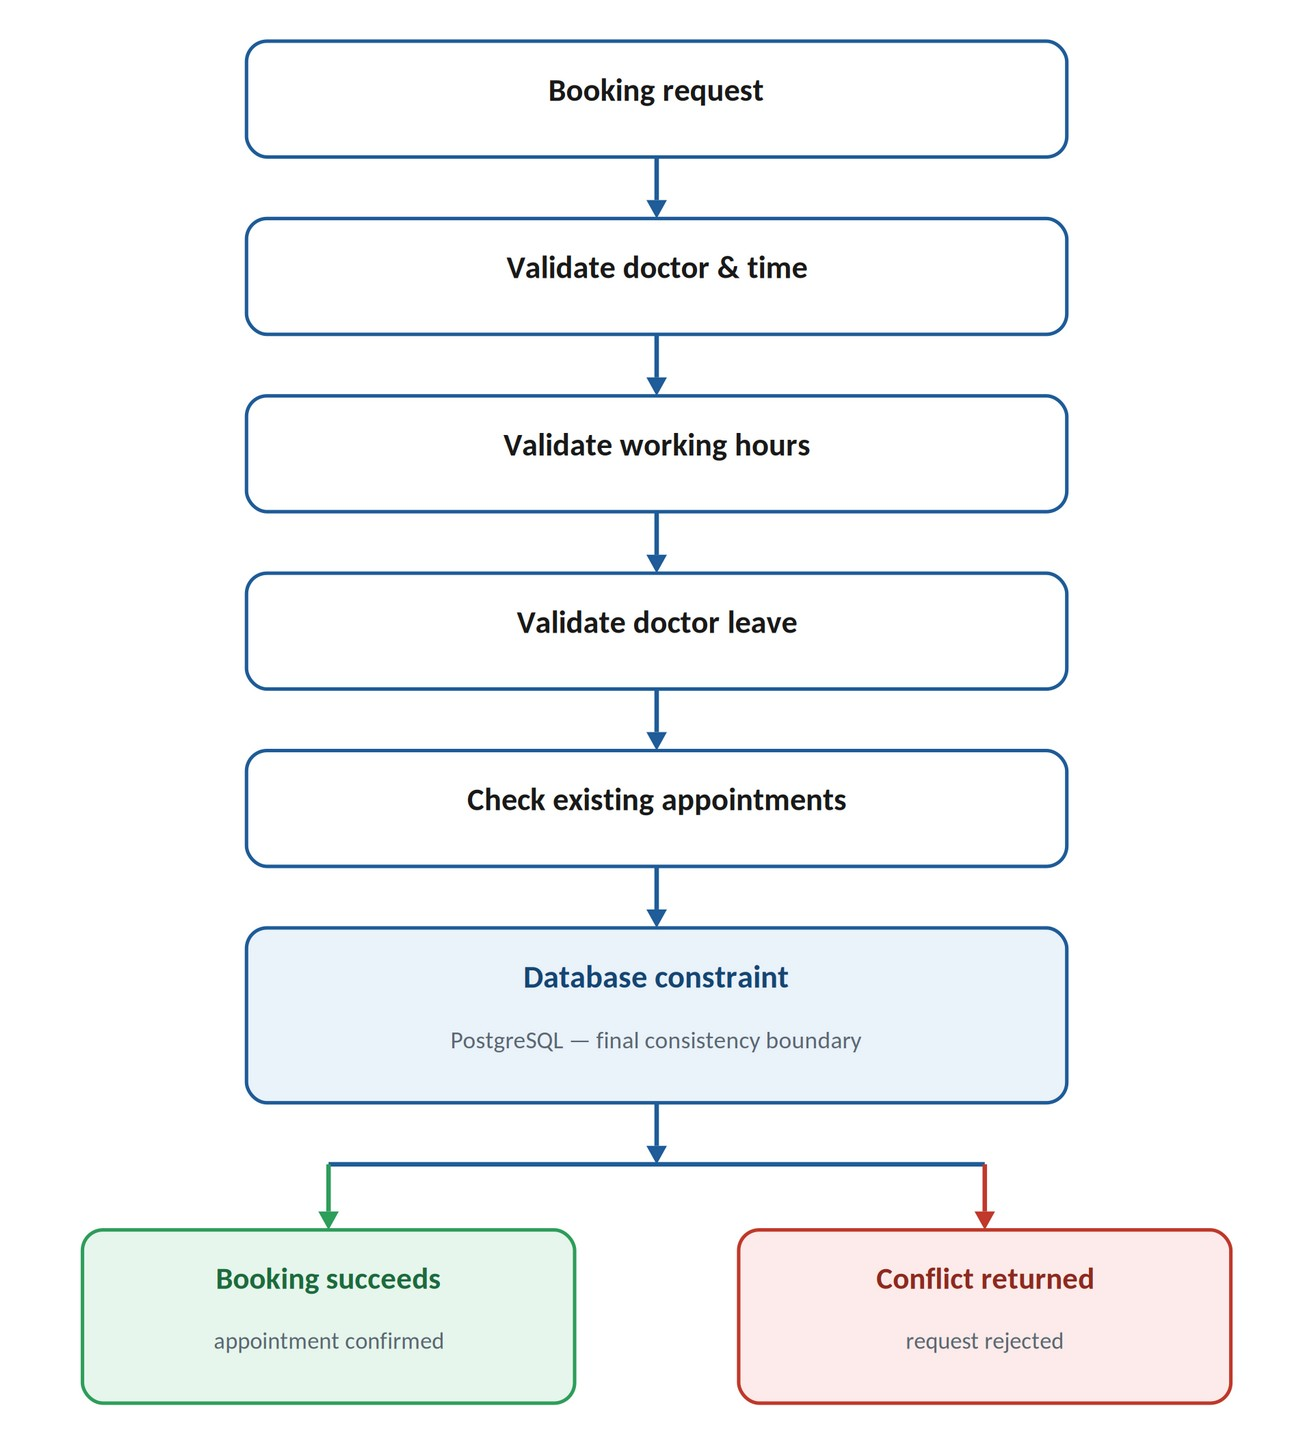 Booking request
Validate doctor & time
Validate working hours
Validate doctor leave
Check existing appointments
Database constraint
PostgreSQL — final consistency boundary
Booking succeeds
appointment confirmed
Conflict returned
request rejected